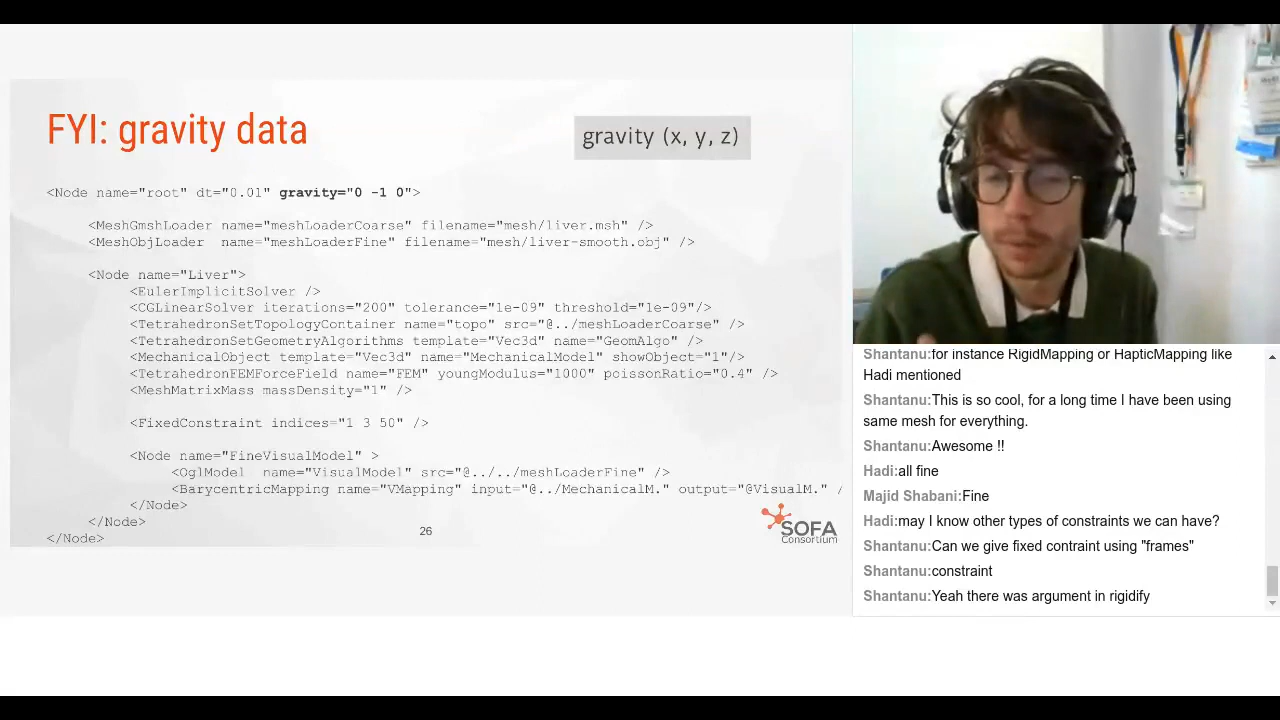 FYI: gravity data
gravity (x, y, z)
<Node name="root" dt="0.01" gravity="0 -1 0">
<MeshGmshLoader name="meshLoaderCoarse" filename="mesh/liver.msh" />
<MeshObjLoader name="meshLoaderFine" filename="mesh/liver-smooth.obj" />
<Node name="Liver">
<EulerImplicitSolver />
<CGLinearSolver iterations="200" tolerance="1e-09" threshold="1e-09"/>
<TetrahedronSetTopologyContainer name="topo" src="@../meshLoaderCoarse" />
<TetrahedronSetGeometryAlgorithms template="Vec3d" name="GeomAlgo" />
<MechanicalObject template="Vec3d" name="MechanicalModel" showObject="1"/>
<TetrahedronFEMForceField name="FEM" youngModulus="1000" poissonRatio="0.4" />
<MeshMatrixMass massDensity="1" />
<FixedConstraint indices="1 3 50" />
<Node name="FineVisualModel" >
<OglModel name="VisualModel" src="@../../meshLoaderFine" />
<BarycentricMapping name="VMapping" input="@../MechanicalM." output="@VisualM." /
</Node>
</Node>
</Node>
26
SOFA
Consortium
Shantanu:for instance RigidMapping or HapticMapping like
Hadi mentioned
Shantanu:This is so cool, for a long time I have been using
same mesh for everything.
Shantanu:Awesome !!
Hadi:all fine
Majid Shabani:Fine
Hadi:may I know other types of constraints we can have?
Shantanu:Can we give fixed contraint using "frames"
Shantanu:constraint
Shantanu:Yeah there was argument in rigidify